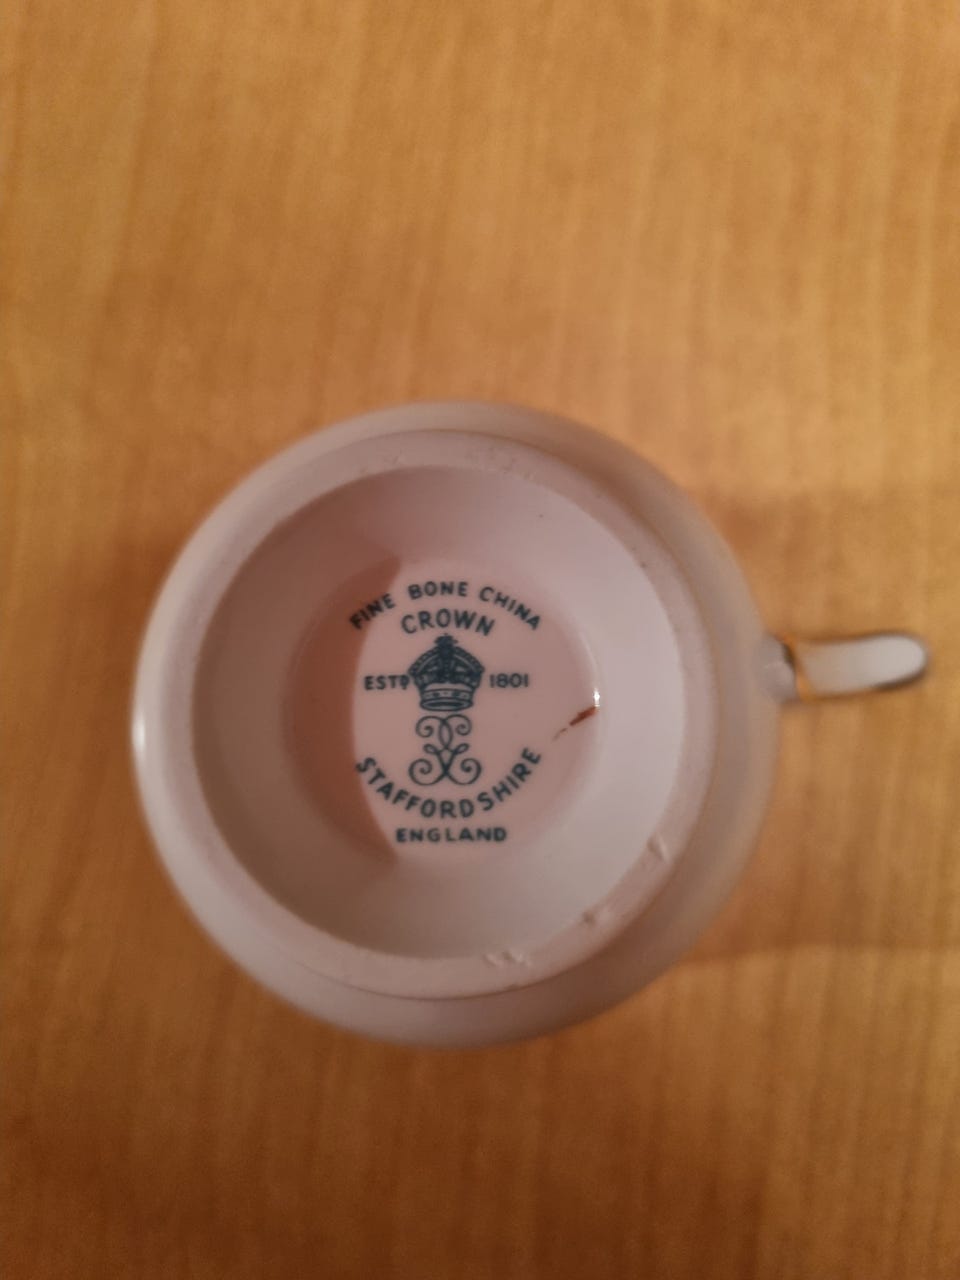 FINE BONE CHINA
CROWN
ESTD 1801
STAFFORDSHIRE
ENGLAND